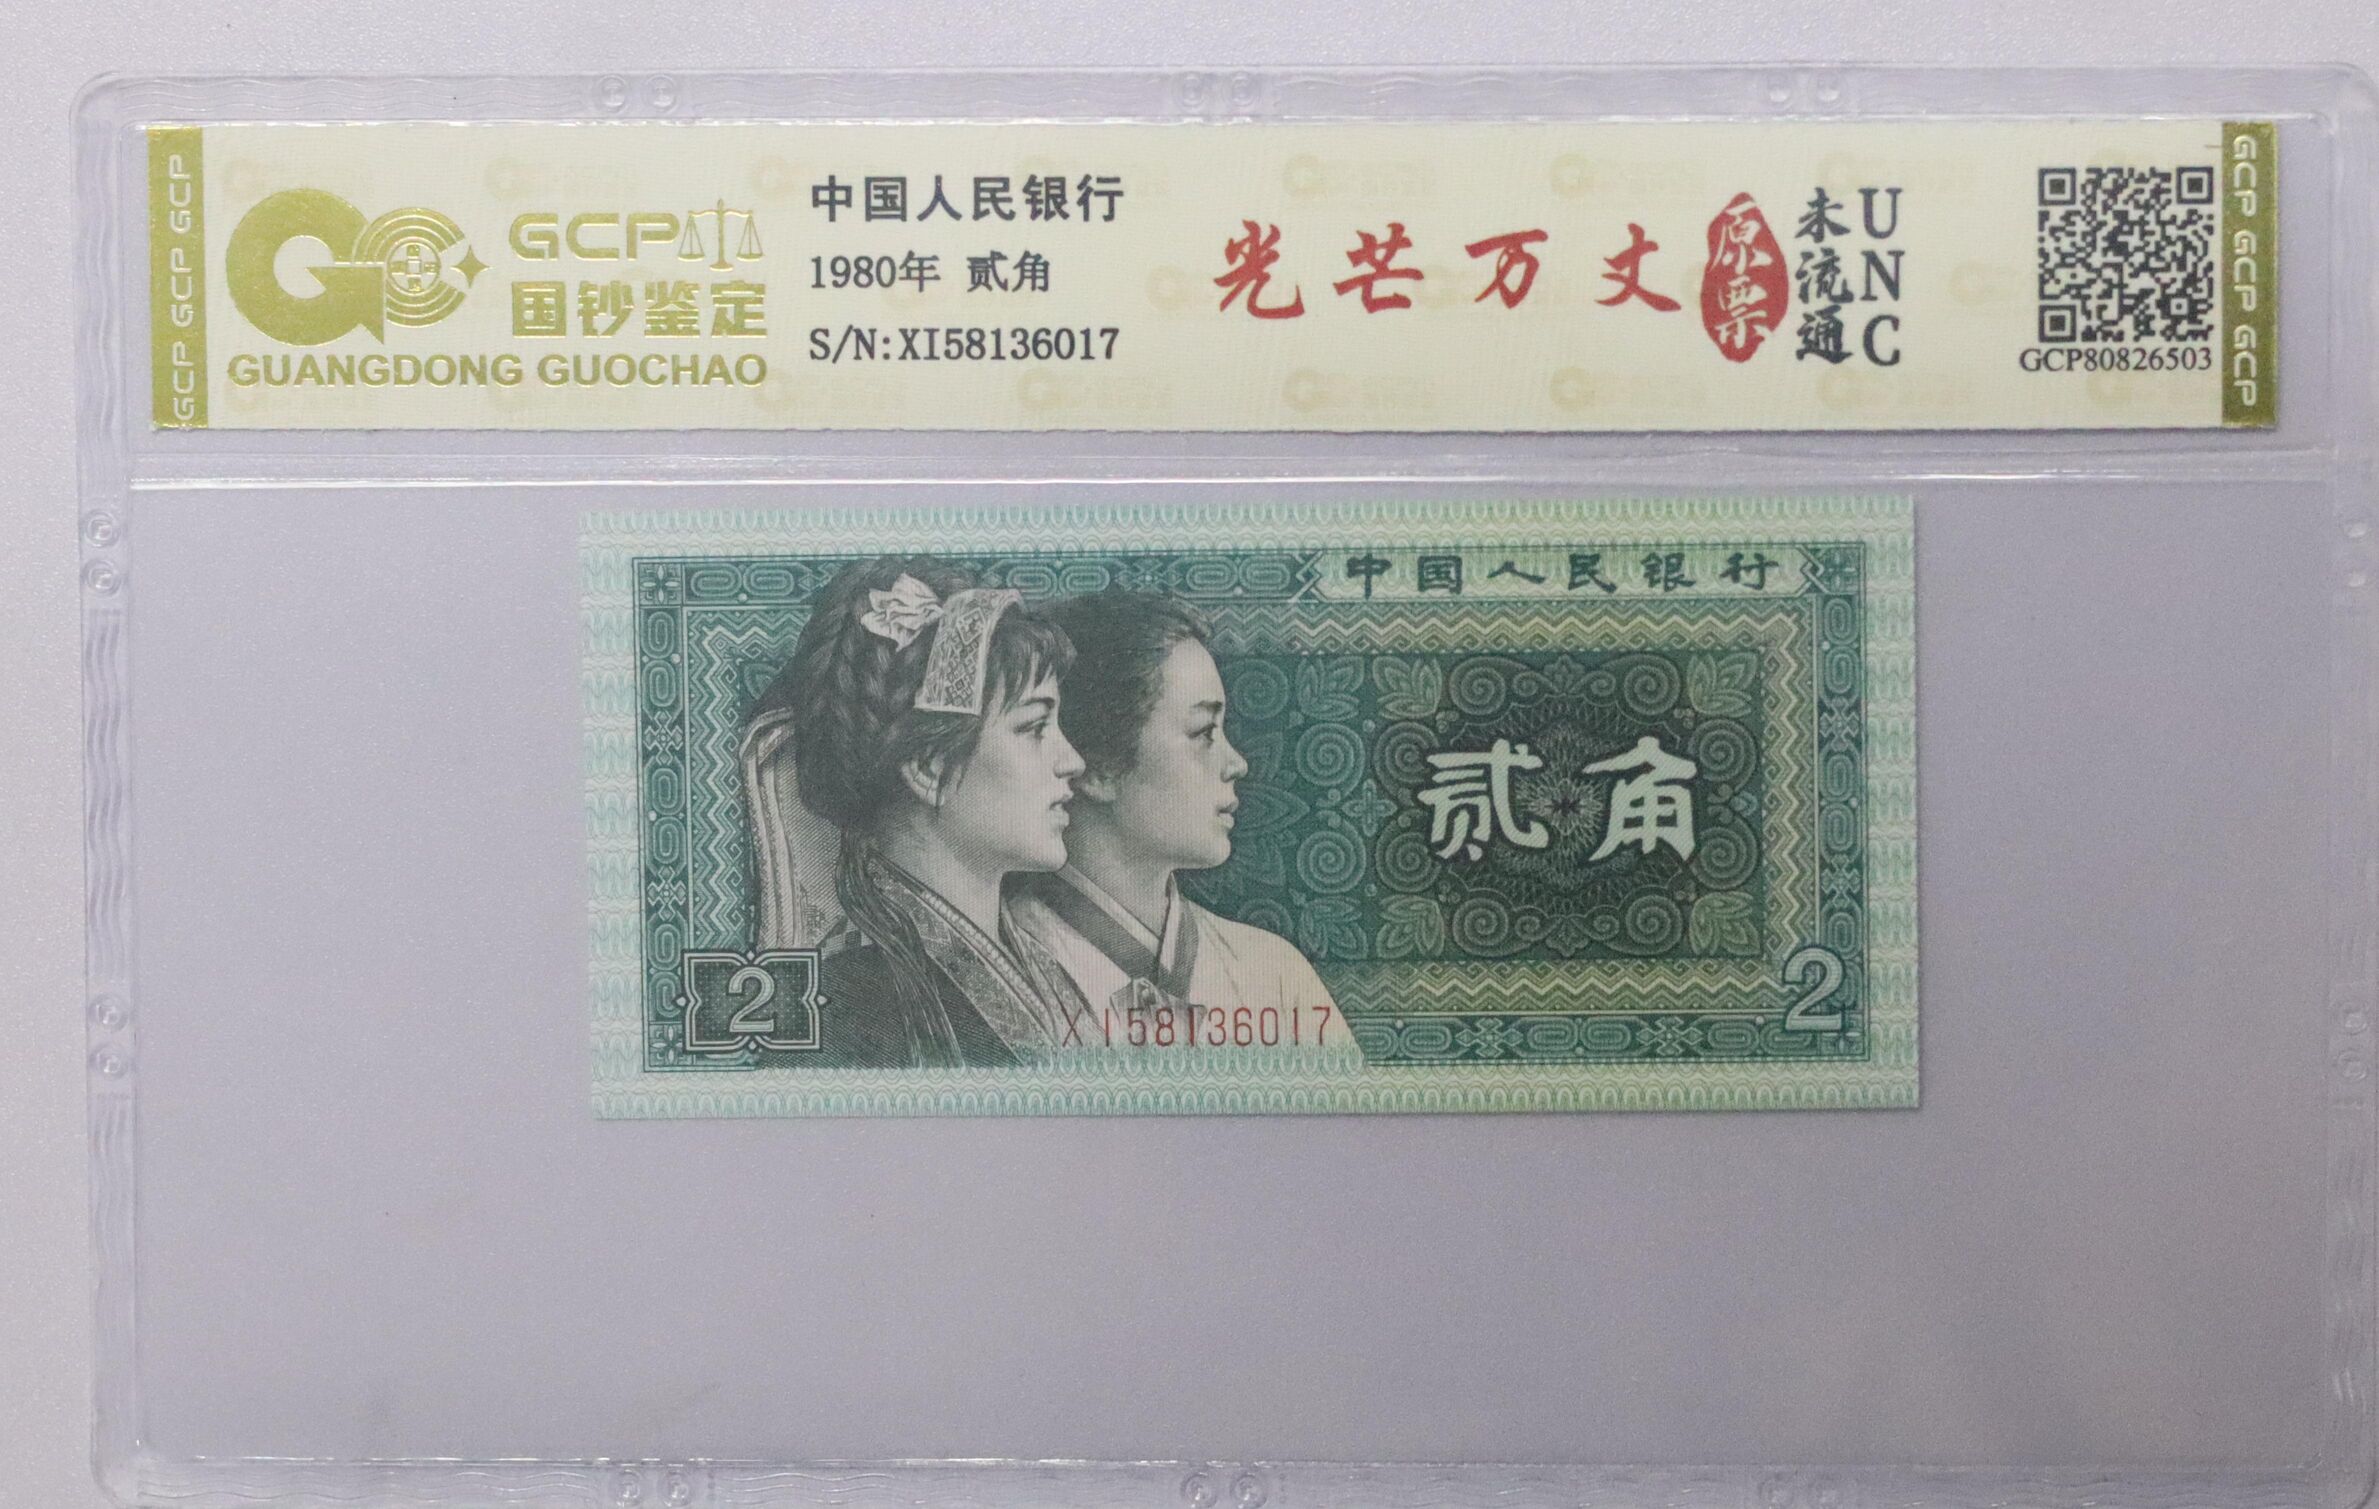 GCP GCP GCP
GCP
国钞鉴定
GUANGDONG GUOCHAO
中国人民银行
1980年 贰角
S/N:XI58136017
光芒万丈
原票
未流通
UNC
GCP80826503
GCP GCP GCP
中国人民银行
贰角
2
2
XI58136017